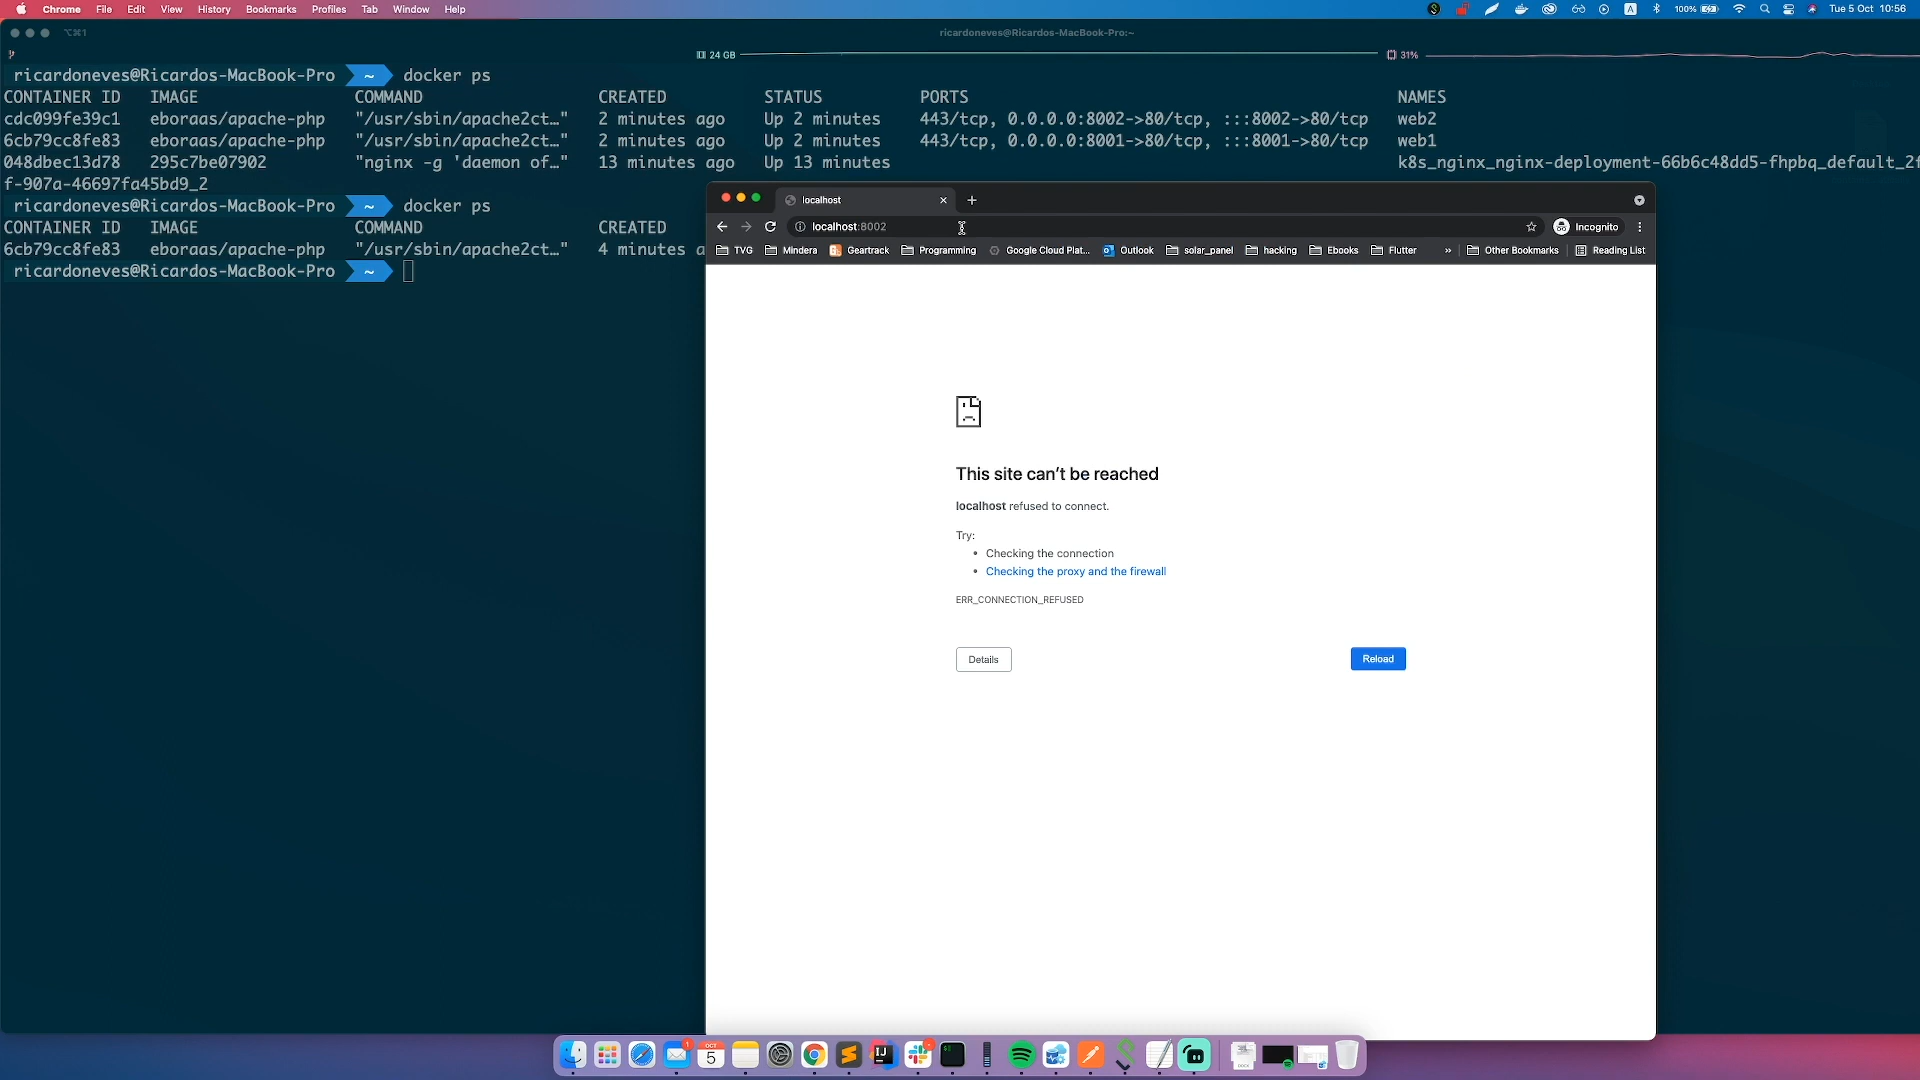 Chrome File Edit View History Bookmarks Profiles Tab Window Help 100% Tue 5 Oct 10:56
⌥⌘1 ricardoneves@Ricardos-MacBook-Pro:~
24 GB 31%
ricardoneves@Ricardos-MacBook-Pro ~ docker ps
CONTAINER ID IMAGE COMMAND CREATED STATUS PORTS NAMES
cdc099fe39c1 eboraas/apache-php "/usr/sbin/apache2ct…" 2 minutes ago Up 2 minutes 443/tcp, 0.0.0.0:8002->80/tcp, :::8002->80/tcp web2
6cb79cc8fe83 eboraas/apache-php "/usr/sbin/apache2ct…" 2 minutes ago Up 2 minutes 443/tcp, 0.0.0.0:8001->80/tcp, :::8001->80/tcp web1
048dbec13d78 295c7be07902 "nginx -g 'daemon of…" 13 minutes ago Up 13 minutes k8s_nginx_nginx-deployment-66b6c48dd5-fhpbq_default_2f
f-907a-46697fa45bd9_2
ricardoneves@Ricardos-MacBook-Pro ~ docker ps
CONTAINER ID IMAGE COMMAND CREATED
6cb79cc8fe83 eboraas/apache-php "/usr/sbin/apache2ct…" 4 minutes a
ricardoneves@Ricardos-MacBook-Pro ~
localhost
localhost:8002 Incognito
TVG Mindera Geartrack Programming Google Cloud Plat... Outlook solar_panel hacking Ebooks Flutter » Other Bookmarks Reading List
This site can't be reached
localhost refused to connect.
Try:
• Checking the connection
• Checking the proxy and the firewall
ERR_CONNECTION_REFUSED
Details Reload
OCT
5